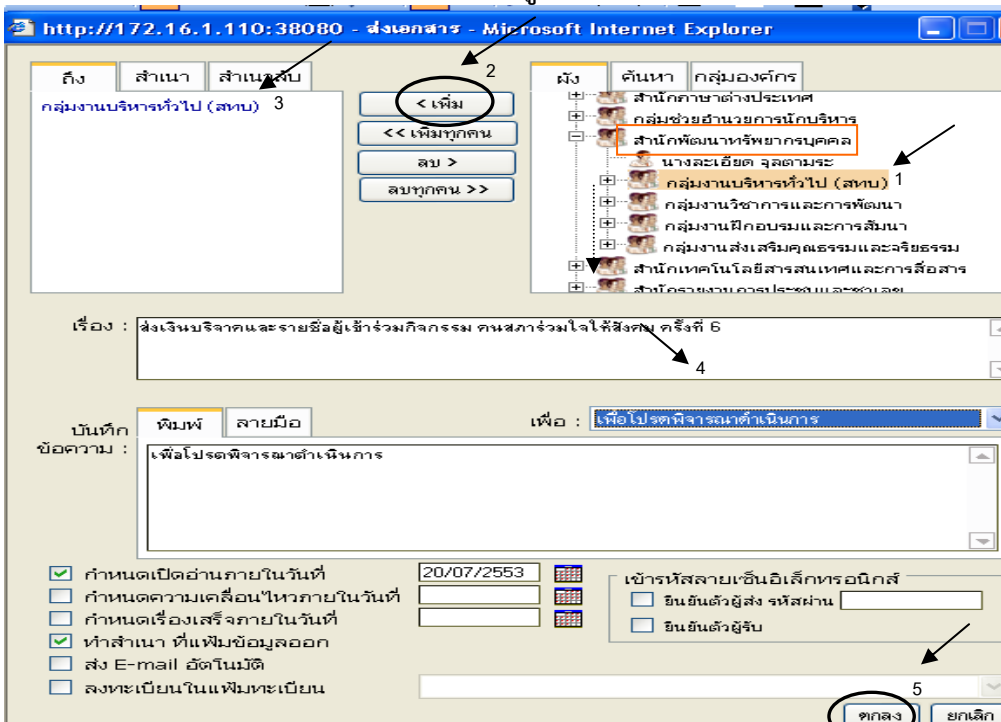 http://172.16.1.110:38080 - ส่งเอกสาร - Microsoft Internet Explorer
ถึง สำเนา สำเนาลับ
2
ผัง ค้นหา กลุ่มองค์กร
กลุ่มงานบริหารทั่วไป (สทบ) 3
< เพิ่ม
<< เพิ่มทุกคน
ลบ >
ลบทุกคน >>
สำนักภาษาต่างประเทศ
กลุ่มช่วยอำนวยการนักบริหาร
สำนักพัฒนาทรัพยากรบุคคล
นางละเอียด จุลตามระ
กลุ่มงานบริหารทั่วไป (สทบ) 1
กลุ่มงานวิชาการและการพัฒนา
กลุ่มงานฝึกอบรมและการสัมนา
กลุ่มงานส่งเสริมคุณธรรมและจริยธรรม
สำนักเทคโนโลยีสารสนเทศและการสื่อสาร
สำนักรายงานการประชุมและชวเลข
เรื่อง : ส่งเงินบริจาคและรายชื่อผู้เข้าร่วมกิจกรรม คนสภาร่วมใจให้สังคม ครั้งที่ 6
4
บันทึกข้อความ : พิมพ์ ลายมือ
เพื่อ : เพื่อโปรดพิจารณาดำเนินการ
เพื่อโปรดพิจารณาดำเนินการ
กำหนดเปิดอ่านภายในวันที่ 20/07/2553
กำหนดความเคลื่อนไหวภายในวันที่
กำหนดเรื่องเสร็จภายในวันที่
ทำสำเนา ที่แฟ้มข้อมูลออก
ส่ง E-mail อัตโนมัติ
ลงทะเบียนในแฟ้มทะเบียน
เข้ารหัสลายเซ็นอิเล็กทรอนิกส์
ยืนยันตัวผู้ส่ง รหัสผ่าน
ยืนยันตัวผู้รับ
5
ตกลง ยกเลิก